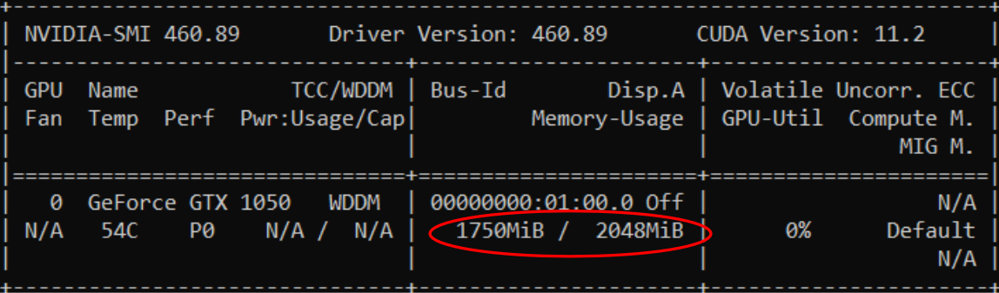 +-----------------------------------------------------------------------------+
| NVIDIA-SMI 460.89       Driver Version: 460.89       CUDA Version: 11.2     |
|-------------------------------+----------------------+----------------------+
| GPU  Name            TCC/WDDM | Bus-Id        Disp.A | Volatile Uncorr. ECC |
| Fan  Temp  Perf  Pwr:Usage/Cap|         Memory-Usage | GPU-Util  Compute M. |
|                               |                      |               MIG M. |
|===============================+======================+======================|
|   0  GeForce GTX 1050   WDDM  | 00000000:01:00.0 Off |                  N/A |
| N/A   54C    P0    N/A /  N/A |   1750MiB /  2048MiB |      0%      Default |
|                               |                      |                  N/A |
+-------------------------------+----------------------+----------------------+